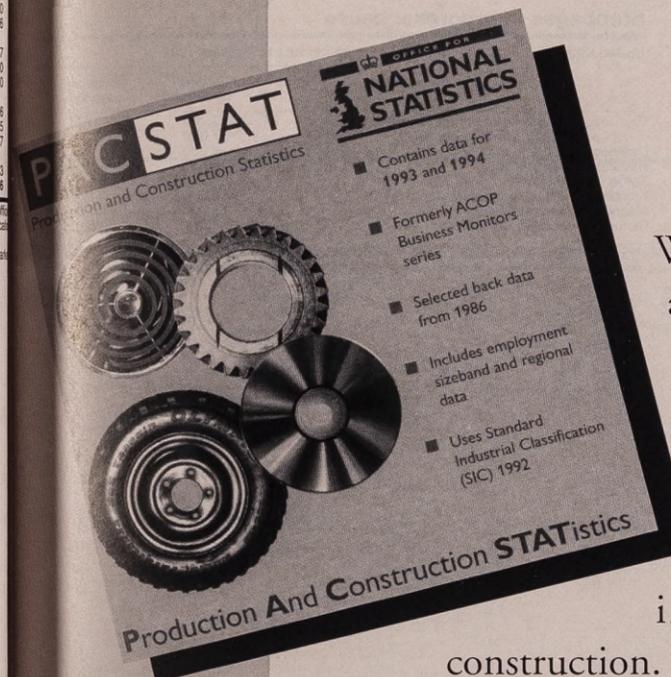 PACSTAT
Production and Construction Statistics
OFFICE FOR
NATIONAL
STATISTICS
Contains data for
1993 and 1994
Formerly ACOP
Business Monitors
series
Selected back data
from 1986
Includes employment
sizeband and regional
data
Uses Standard
Industrial Classification
(SIC) 1992
Production And Construction STATistics
construction.